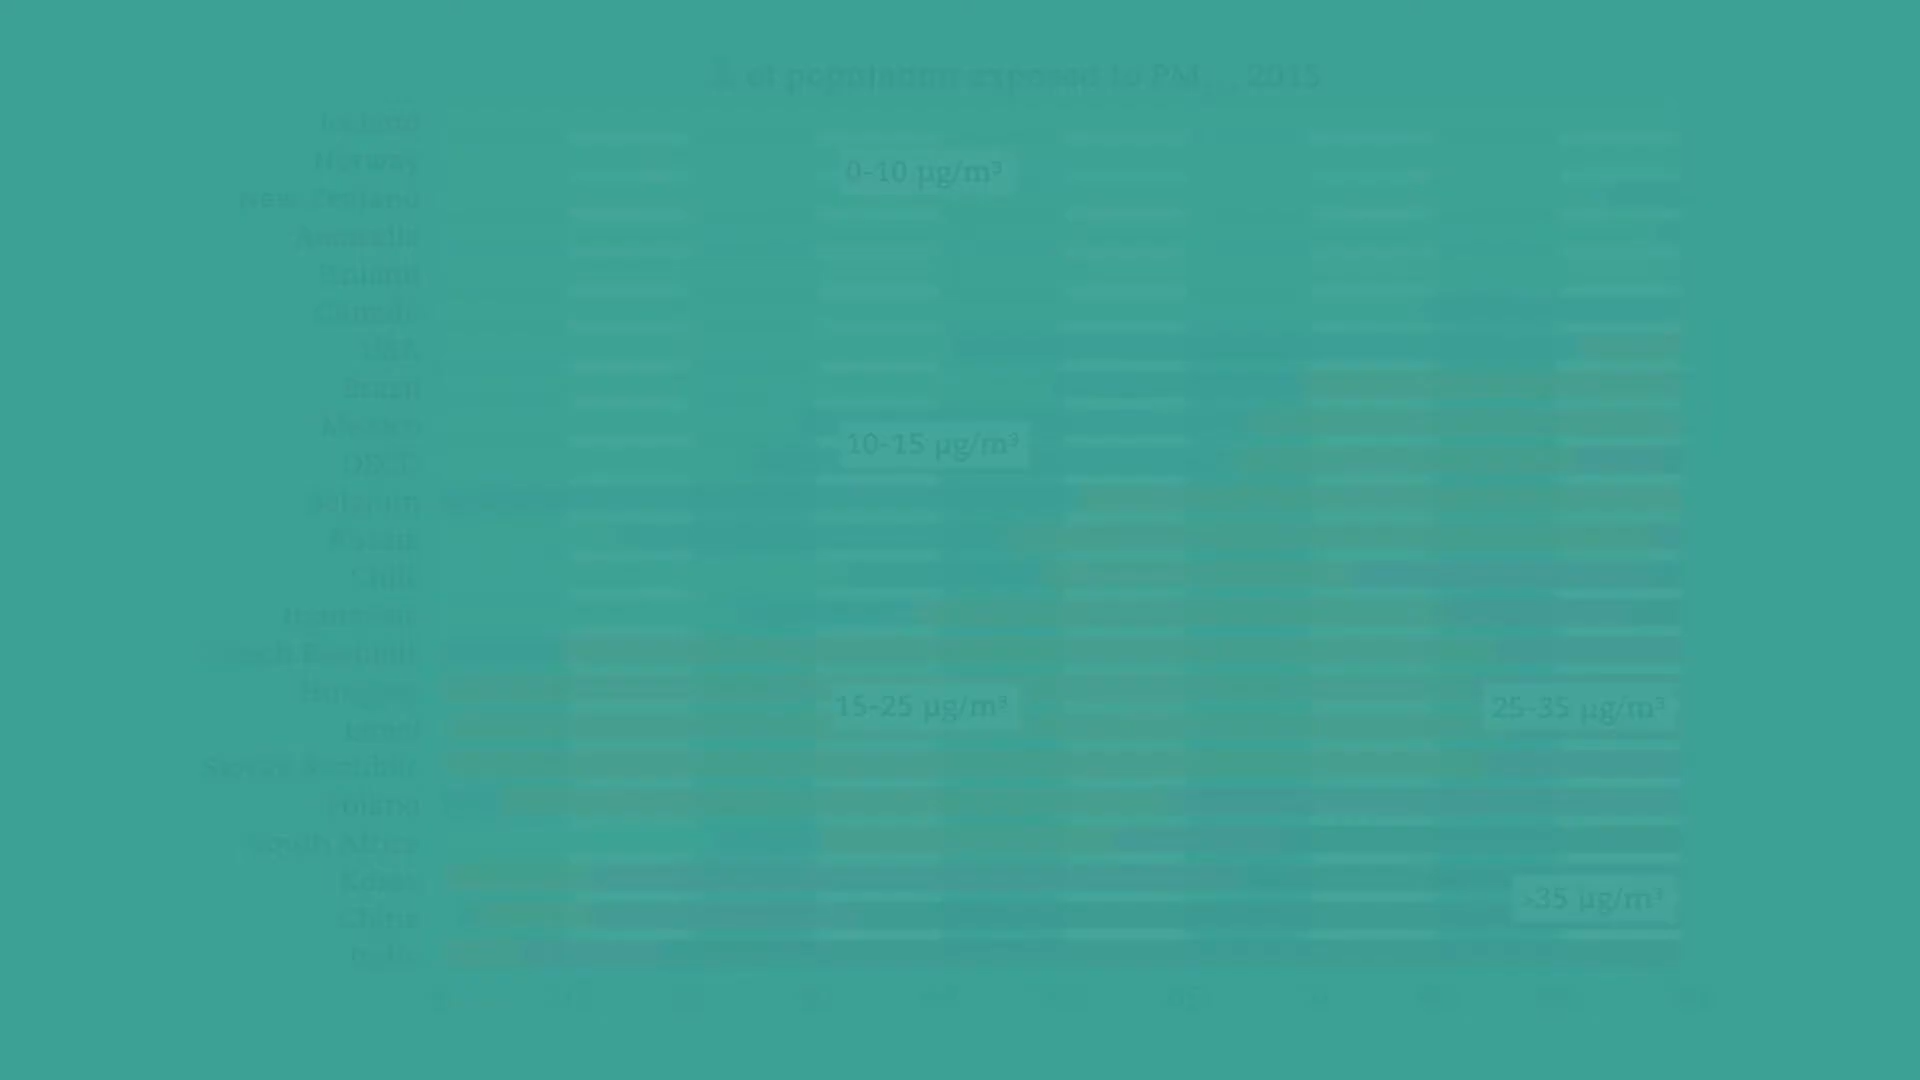 % of population exposed to PM₂.₅, 2015
Iceland
Norway
0-10 µg/m³
New Zealand
Australia
Finland
Canada
USA
Brazil
Mexico
10-15 µg/m³
OECD
Belgium
Russia
Chile
Czech Republic
Hungary
15-25 µg/m³
25-35 µg/m³
Israel
Slovak Republic
Poland
South Africa
Korea
>35 µg/m³
China
India